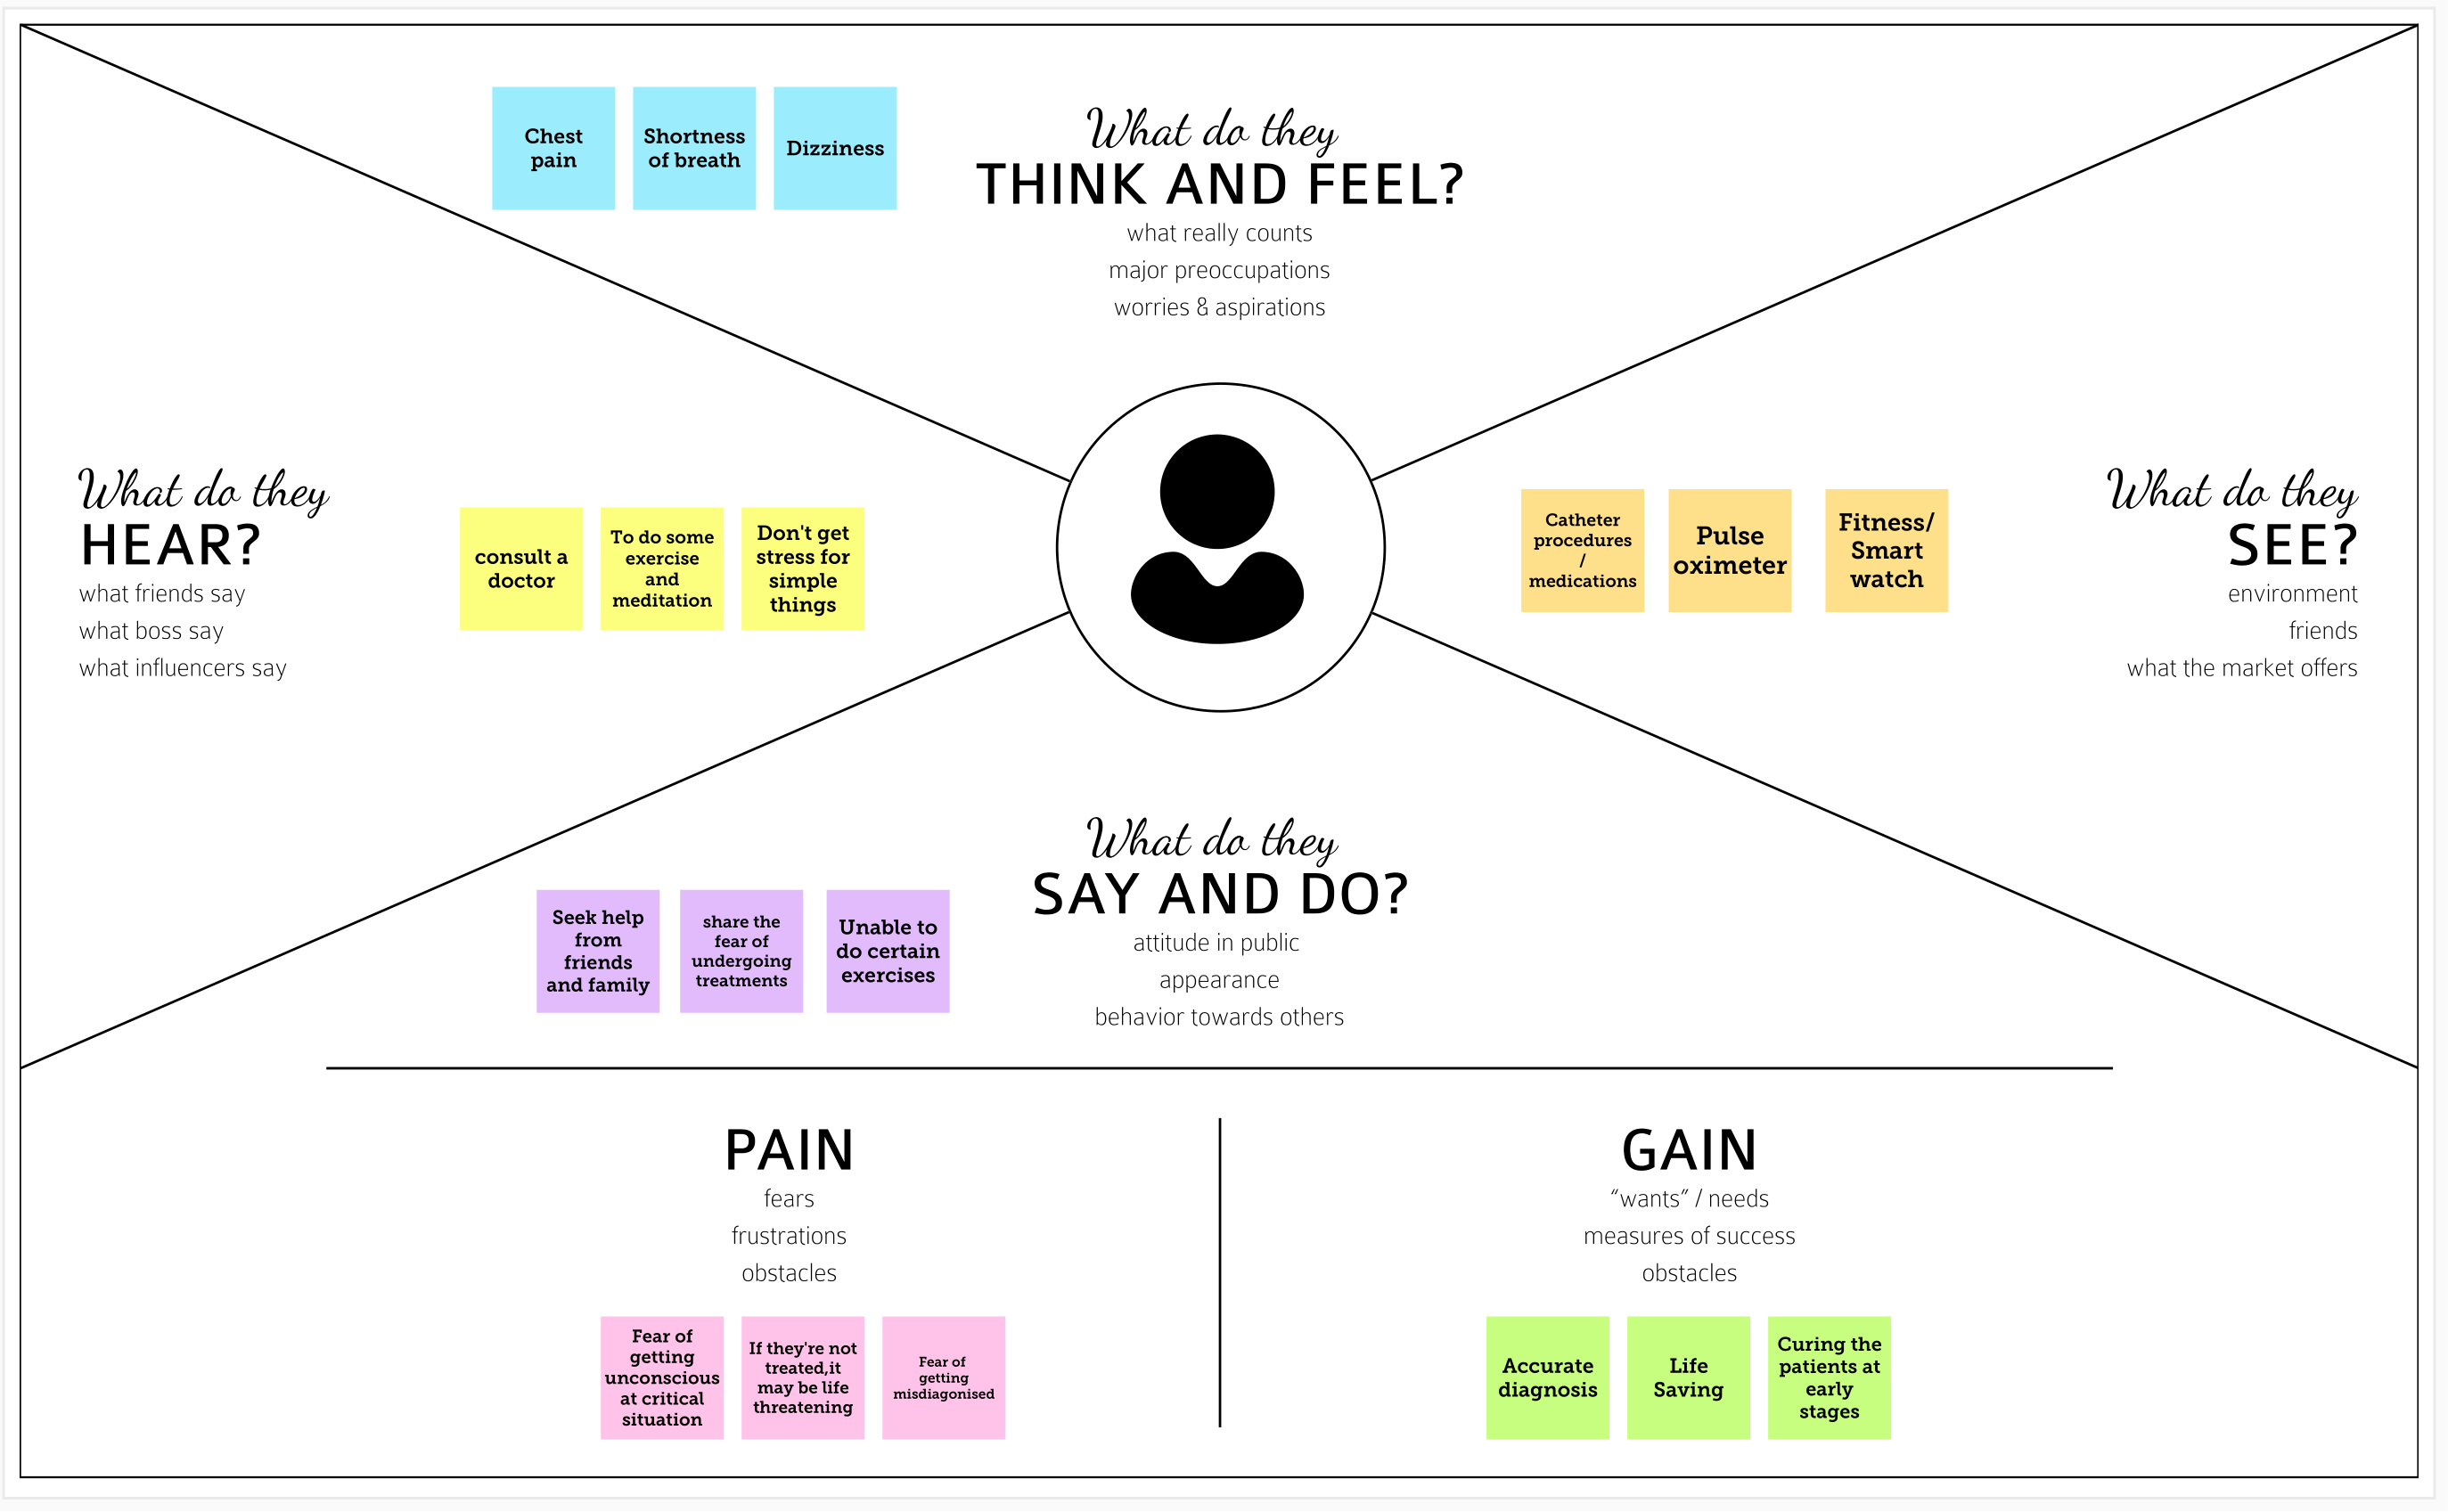 Chest
pain
Shortness
of breath
Dizziness
What do they
THINK AND FEEL?
what really counts
major preoccupations
worries & aspirations
What do they
HEAR?
what friends say
what boss say
what influencers say
consult a
doctor
To do some
exercise
and
meditation
Don't get
stress for
simple
things
Catheter
procedures
/
medications
Pulse
oximeter
Fitness/
Smart
watch
What do they
SEE?
environment
friends
what the market offers
What do they
SAY AND DO?
attitude in public
appearance
behavior towards others
Seek help
from
friends
and family
share the
fear of
undergoing
treatments
Unable to
do certain
exercises
PAIN
fears
frustrations
obstacles
Fear of
getting
unconscious
at critical
situation
If they're not
treated,it
may be life
threatening
Fear of
getting
misdiagonised
GAIN
“wants” / needs
measures of success
obstacles
Accurate
diagnosis
Life
Saving
Curing the
patients at
early
stages